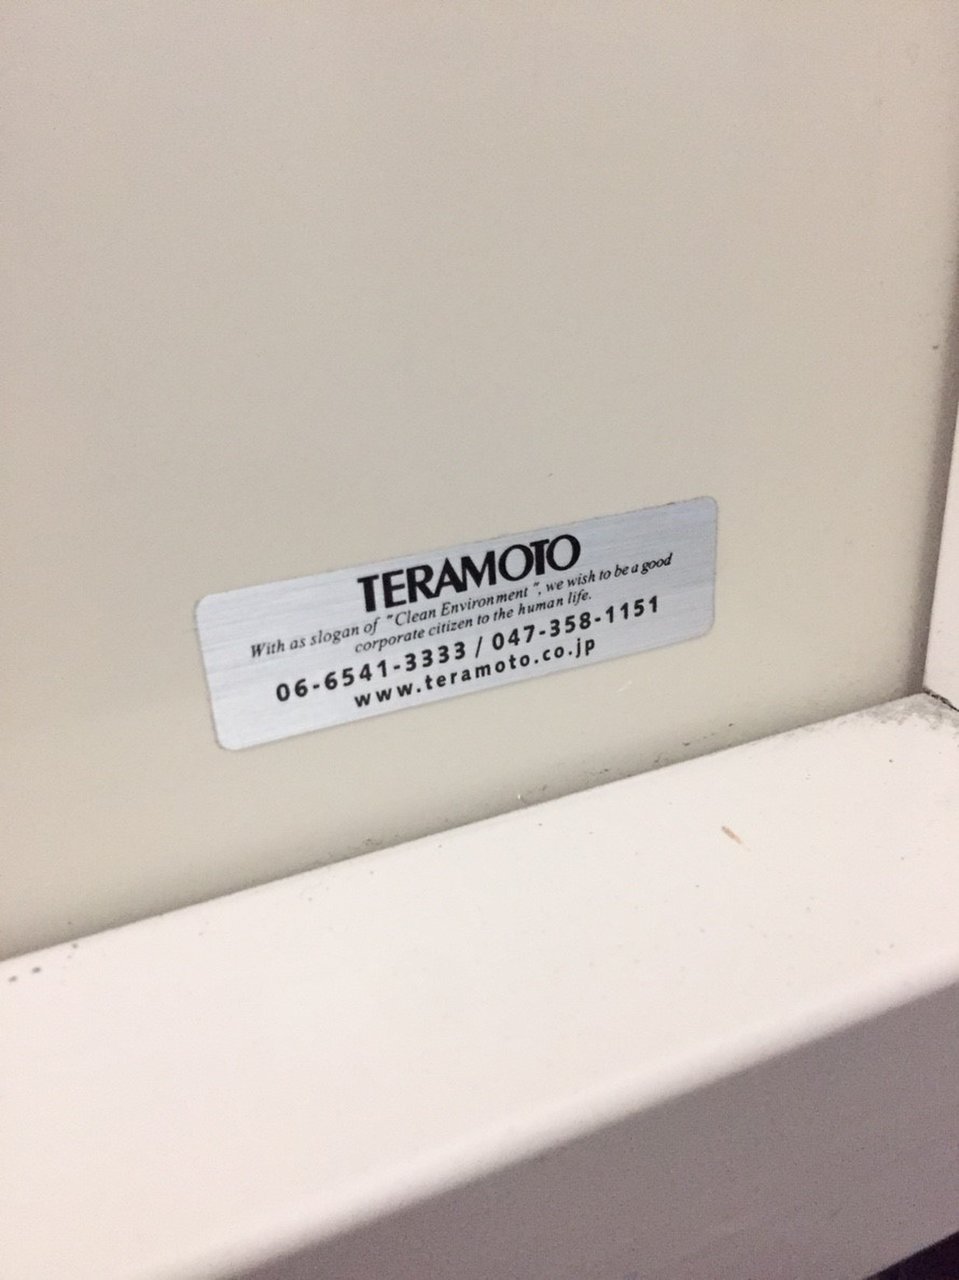 TERAMOTO
With as slogan of "Clean Environment", we wish to be a good
corporate citizen to the human life.
06-6541-3333 / 047-358-1151
www.teramoto.co.jp